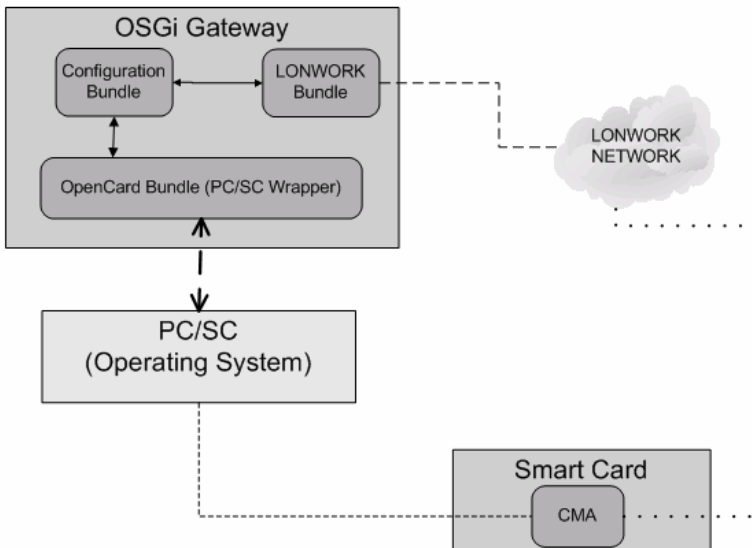 OSGi Gateway
Configuration
Bundle
LONWORK
Bundle
OpenCard Bundle (PC/SC Wrapper)
LONWORK
NETWORK
PC/SC
(Operating System)
Smart Card
CMA